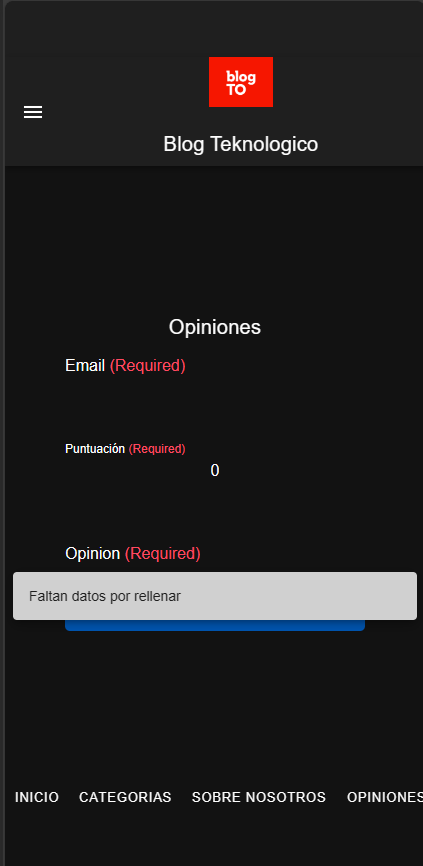 blog
TO
Blog Teknologico
Opiniones
Email (Required)
Puntuación (Required)
0
Opinion (Required)
Faltan datos por rellenar
INICIO CATEGORIAS SOBRE NOSOTROS OPINIONES